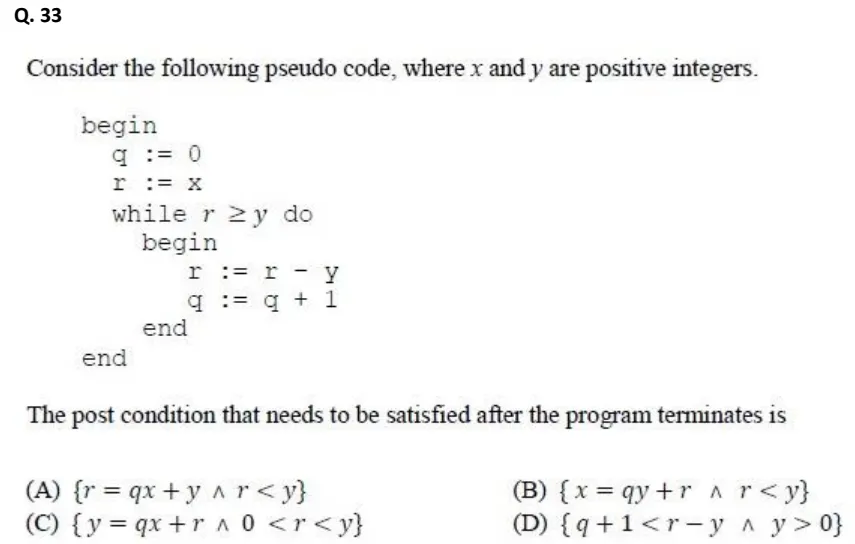 Q. 33
Consider the following pseudo code, where x and y are positive integers.
begin
q := 0
r := x
while r ≥ y do
begin
r := r - y
q := q + 1
end
end
The post condition that needs to be satisfied after the program terminates is
(A) {r = qx + y ∧ r < y}
(B) { x = qy + r ∧ r < y}
(C) { y = qx + r ∧ 0 < r < y}
(D) { q + 1 < r − y ∧ y > 0}